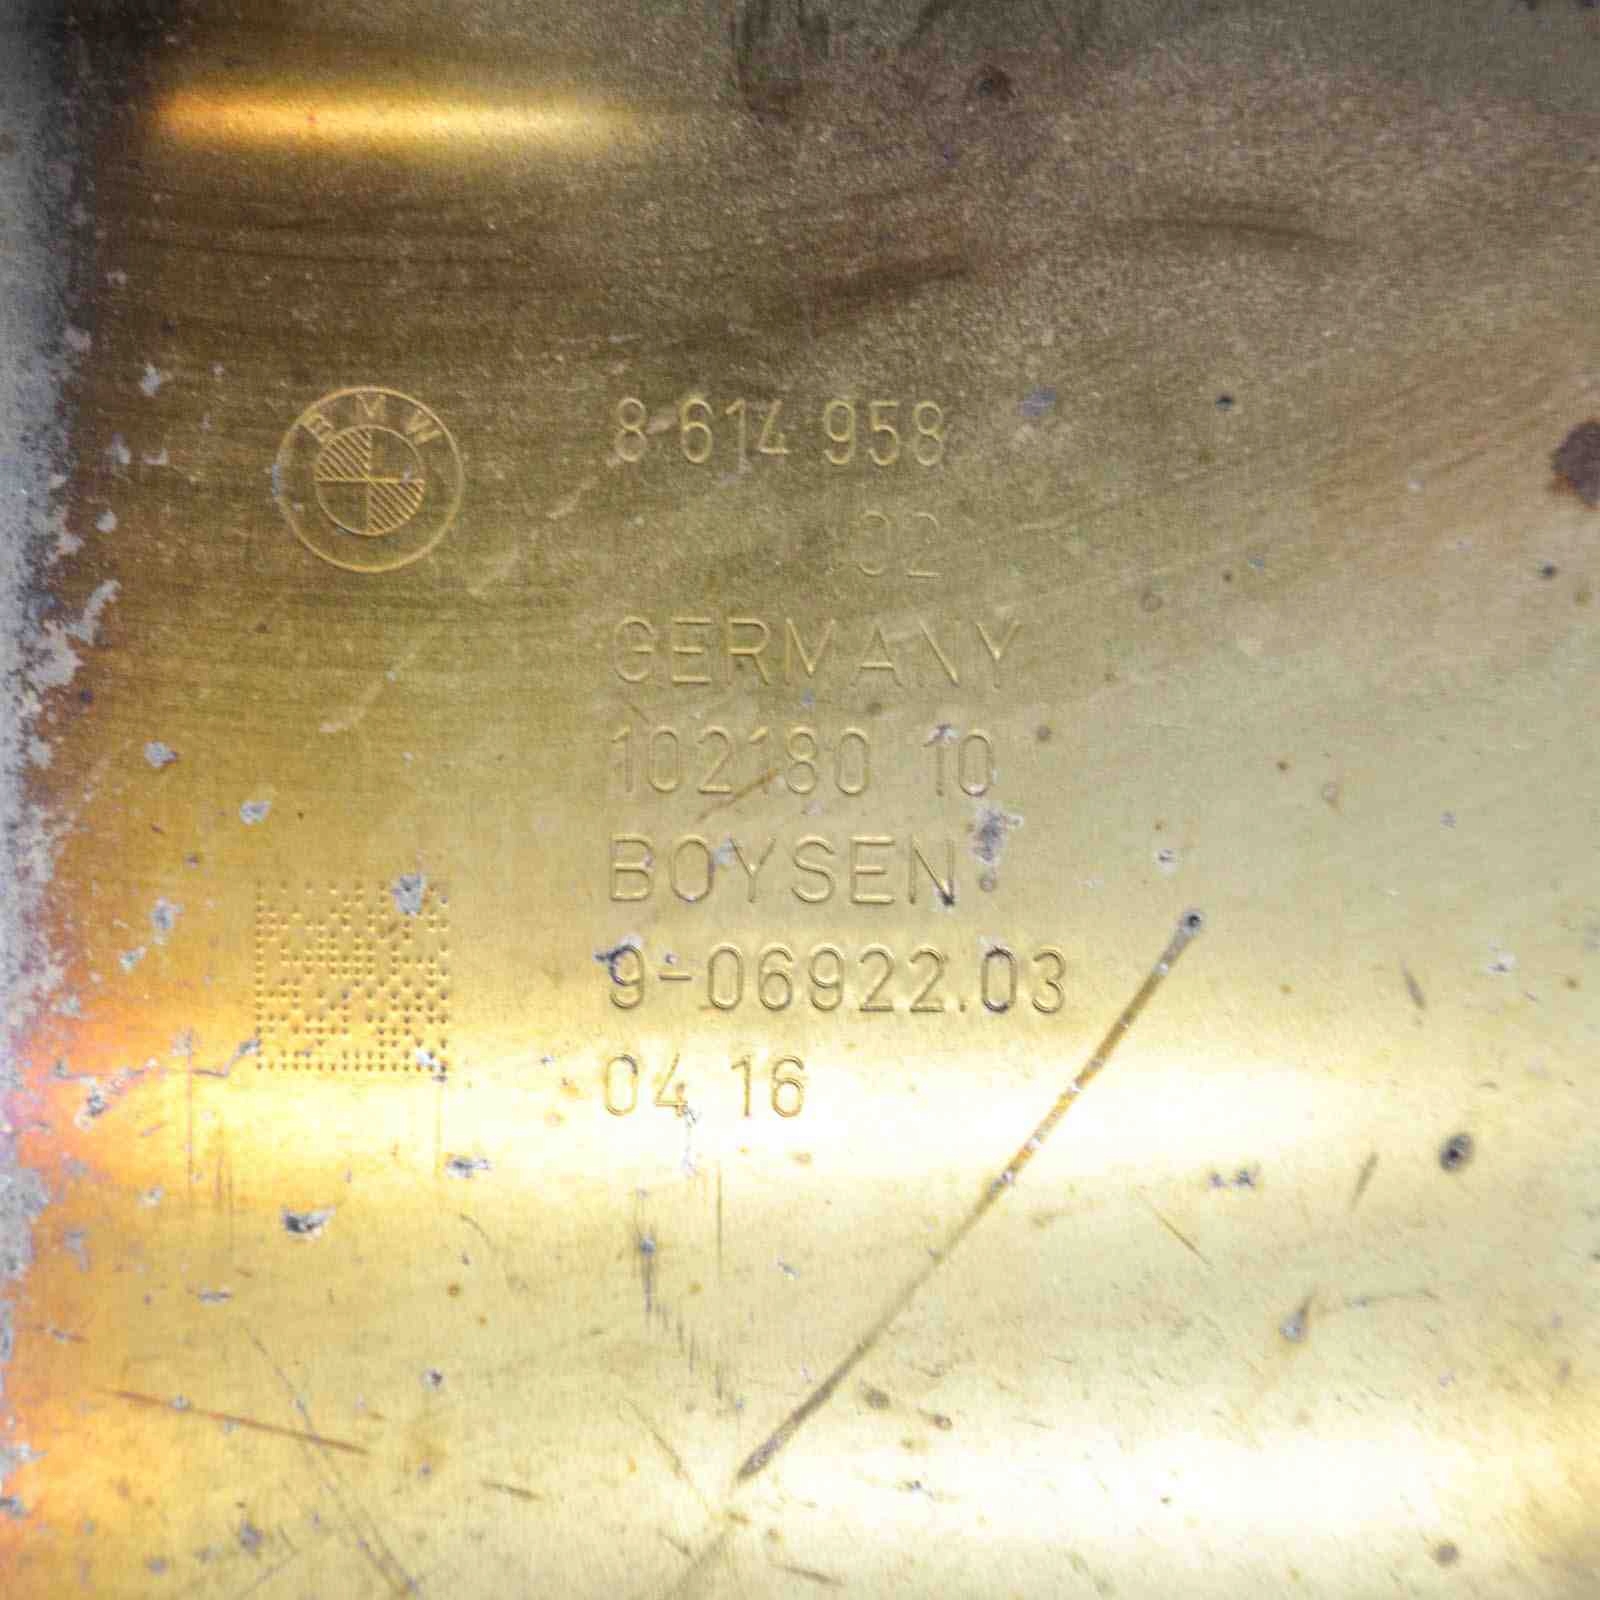 BMW
8 614 958
02
GERMANY
102180 10
BOYSEN
9-06922.03
04 16